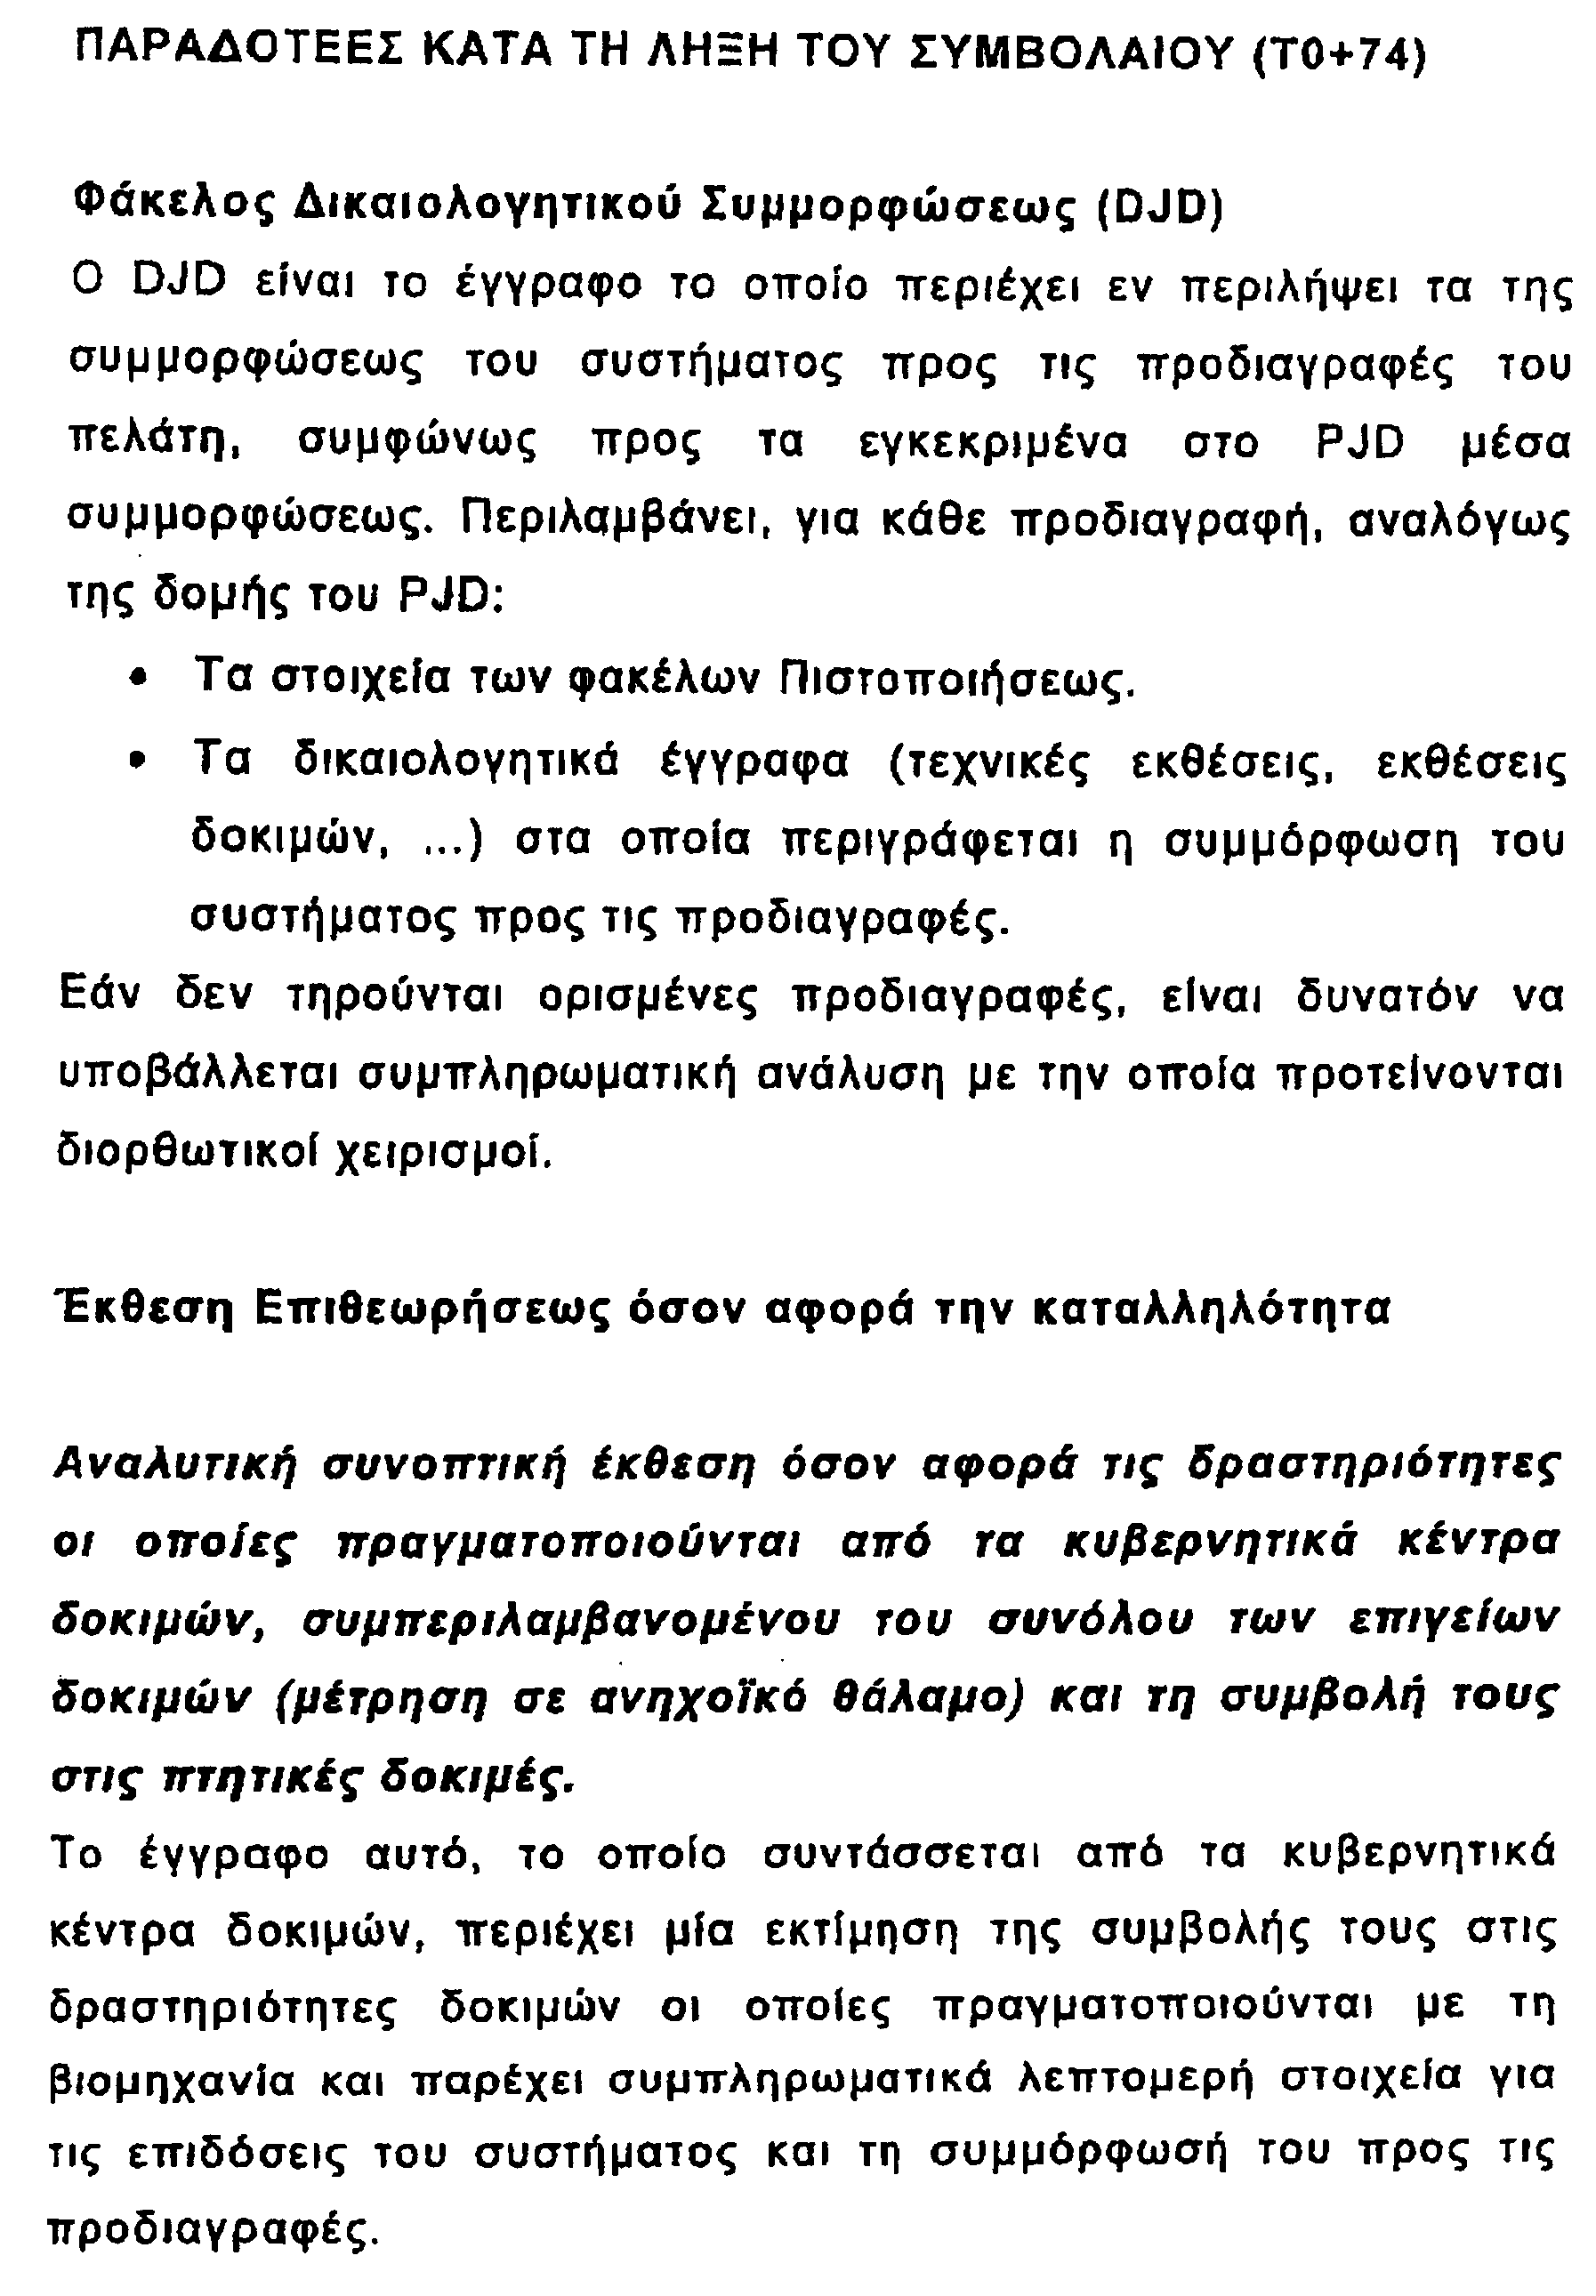 ΠΑΡΑΔΟΤΕΕΣ ΚΑΤΑ ΤΗ ΛΗΞΗ ΤΟΥ ΣΥΜΒΟΛΑΙΟΥ (Τ0+74)
Φάκελος Δικαιολογητικού Συμμορφώσεως (DJD)
Ο DJD είναι το έγγραφο το οποίο περιέχει εν περιλήψει τα της
συμμορφώσεως του συστήματος προς τις προδιαγραφές του
πελάτη, συμφώνως προς τα εγκεκριμένα στο PJD μέσα
συμμορφώσεως. Περιλαμβάνει, για κάθε προδιαγραφή, αναλόγως
της δομής του PJD:
• Τα στοιχεία των φακέλων Πιστοποιήσεως.
• Τα δικαιολογητικά έγγραφα (τεχνικές εκθέσεις, εκθέσεις
δοκιμών, ...) στα οποία περιγράφεται η συμμόρφωση του
συστήματος προς τις προδιαγραφές.
Εάν δεν τηρούνται ορισμένες προδιαγραφές, είναι δυνατόν να
υποβάλλεται συμπληρωματική ανάλυση με την οποία προτείνονται
διορθωτικοί χειρισμοί.
Έκθεση Επιθεωρήσεως όσον αφορά την καταλληλότητα
Αναλυτική συνοπτική έκθεση όσον αφορά τις δραστηριότητες
οι οποίες πραγματοποιούνται από τα κυβερνητικά κέντρα
δοκιμών, συμπεριλαμβανομένου του συνόλου των επιγείων
δοκιμών (μέτρηση σε ανηχοϊκό θάλαμο) και τη συμβολή τους
στις πτητικές δοκιμές.
Το έγγραφο αυτό, το οποίο συντάσσεται από τα κυβερνητικά
κέντρα δοκιμών, περιέχει μία εκτίμηση της συμβολής τους στις
δραστηριότητες δοκιμών οι οποίες πραγματοποιούνται με τη
βιομηχανία και παρέχει συμπληρωματικά λεπτομερή στοιχεία για
τις επιδόσεις του συστήματος και τη συμμόρφωσή του προς τις
προδιαγραφές.